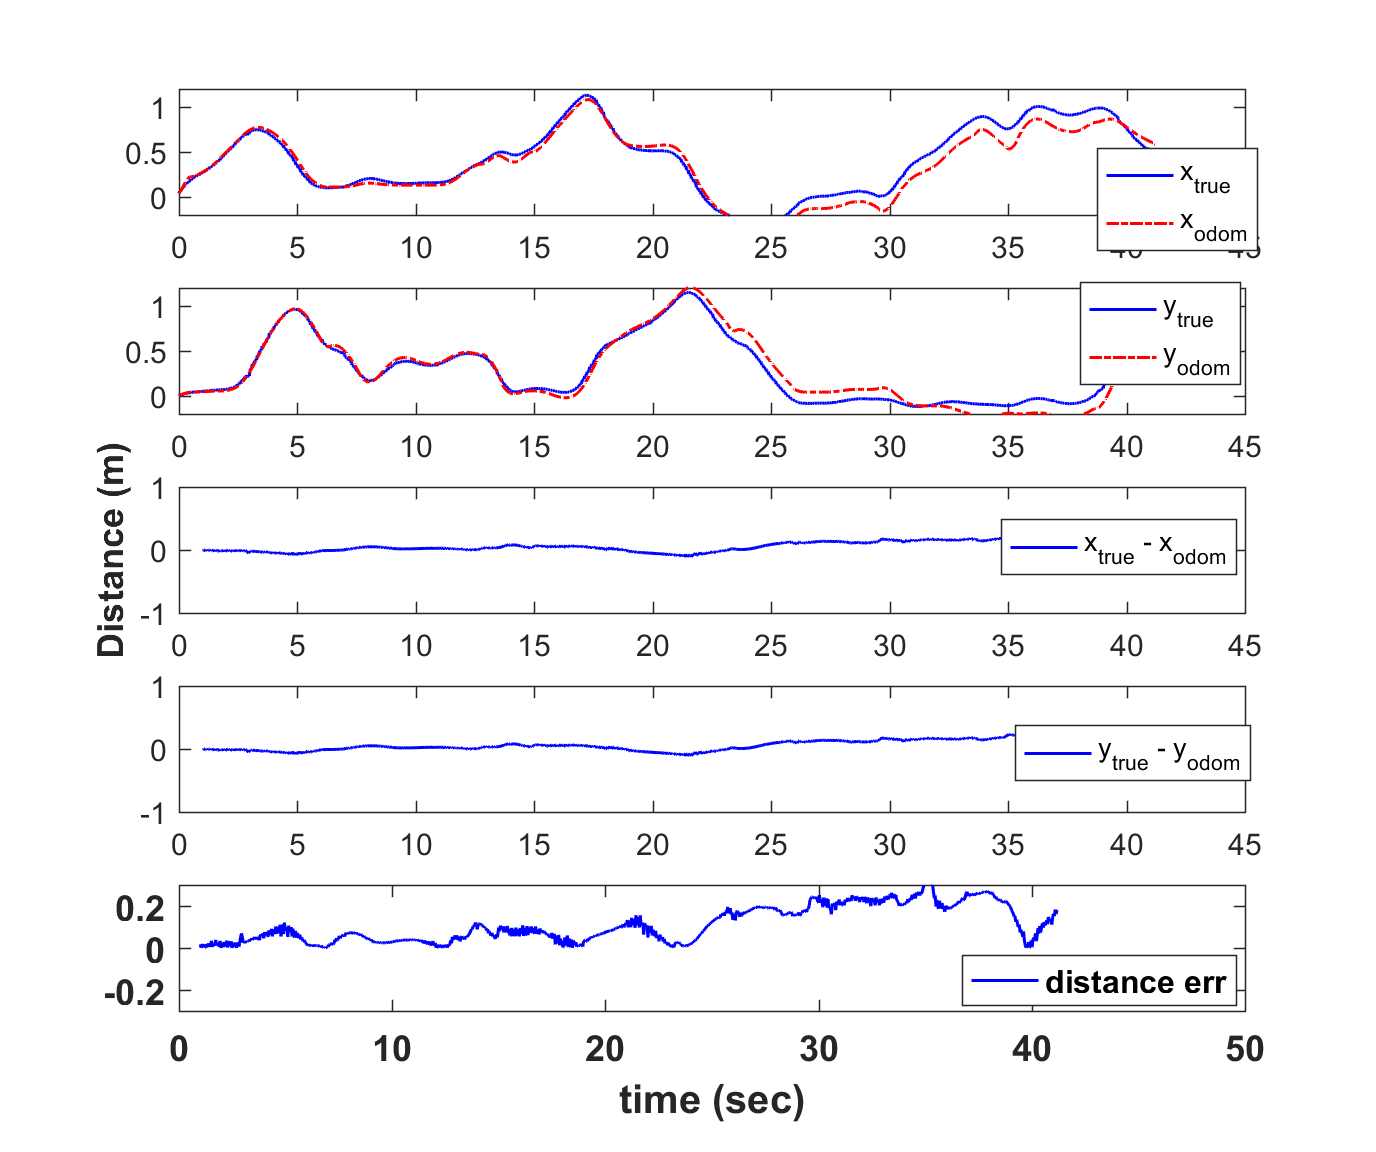 1
0.5
0
0 5 10 15 20 25 30 35 40 45
x_true
x_odom
1
0.5
0
0 5 10 15 20 25 30 35 40 45
y_true
y_odom
Distance (m)
1
0
-1
0 5 10 15 20 25 30 35 40 45
x_true - x_odom
1
0
-1
0 5 10 15 20 25 30 35 40 45
y_true - y_odom
0.2
0
-0.2
0 10 20 30 40 50
distance err
time (sec)